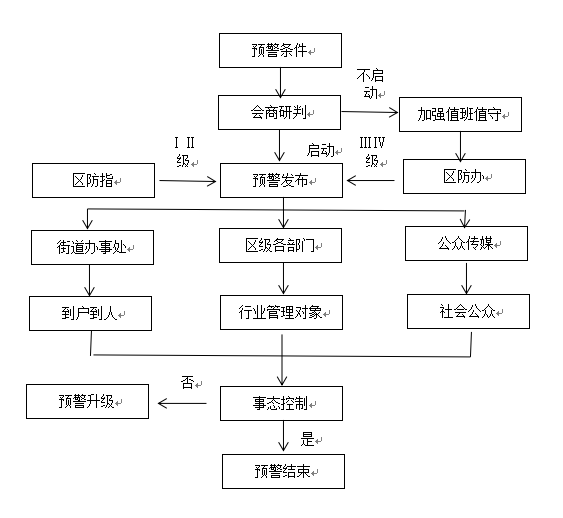 预警条件
不启
动
会商研判
加强值班值守
Ⅰ Ⅱ
级
启动
ⅢⅣ
级
区防指
预警发布
区防办
街道办事处
区级各部门
公众传媒
到户到人
行业管理对象
社会公众
否
预警升级
事态控制
是
预警结束